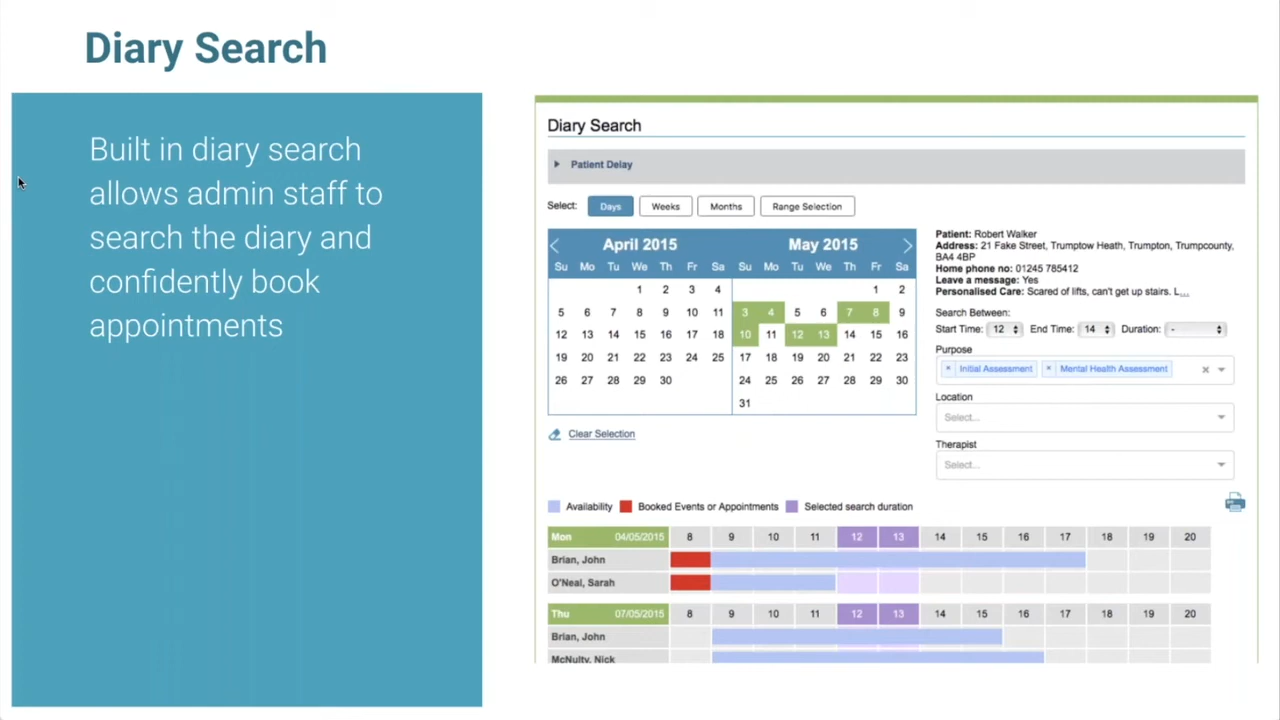 Diary Search
Built in diary search
allows admin staff to
search the diary and
confidently book
appointments
Diary Search
Patient Delay
Select: Days Weeks Months Range Selection
April 2015 May 2015
Su Mo Tu We Th Fr Sa Su Mo Tu We Th Fr Sa
1 2 3 4 1 2
5 6 7 8 9 10 11 3 4 5 6 7 8 9
12 13 14 15 16 17 18 10 11 12 13 14 15 16
19 20 21 22 23 24 25 17 18 19 20 21 22 23
26 27 28 29 30 24 25 26 27 28 29 30
31
Clear Selection
Patient: Robert Walker
Address: 21 Fake Street, Trumptow Heath, Trumpton, Trumpcounty,
BA4 4BP
Home phone no: 01245 785412
Leave a message: Yes
Personalised Care: Scared of lifts, can't get up stairs. L...
Search Between:
Start Time: 12 End Time: 14 Duration: -
Purpose
× Initial Assessment × Mental Health Assessment ×
Location
Select...
Therapist
Select...
Availability Booked Events or Appointments Selected search duration
Mon 04/05/2015 8 9 10 11 12 13 14 15 16 17 18 19 20
Brian, John
O'Neal, Sarah
Thu 07/05/2015 8 9 10 11 12 13 14 15 16 17 18 19 20
Brian, John
McNulty, Nick